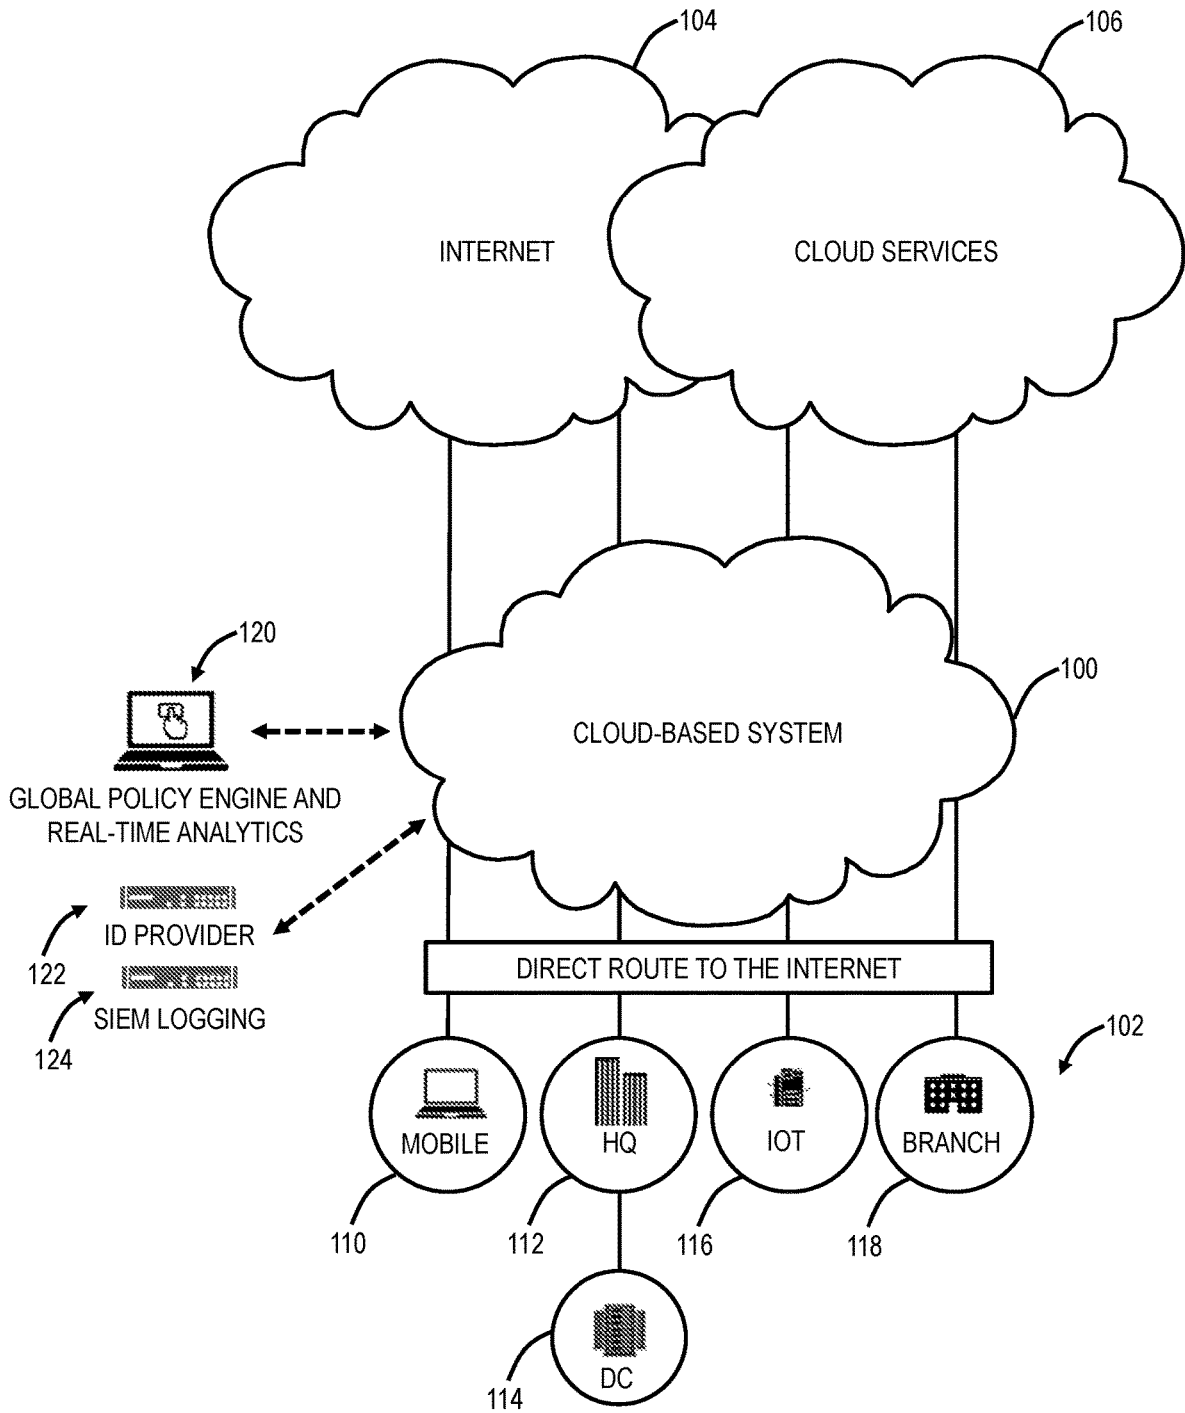 104
106
INTERNET
CLOUD SERVICES
120
100
CLOUD-BASED SYSTEM
GLOBAL POLICY ENGINE AND
REAL-TIME ANALYTICS
ID PROVIDER
122
SIEM LOGGING
124
DIRECT ROUTE TO THE INTERNET
102
MOBILE
HQ
IOT
BRANCH
110
112
116
118
DC
114